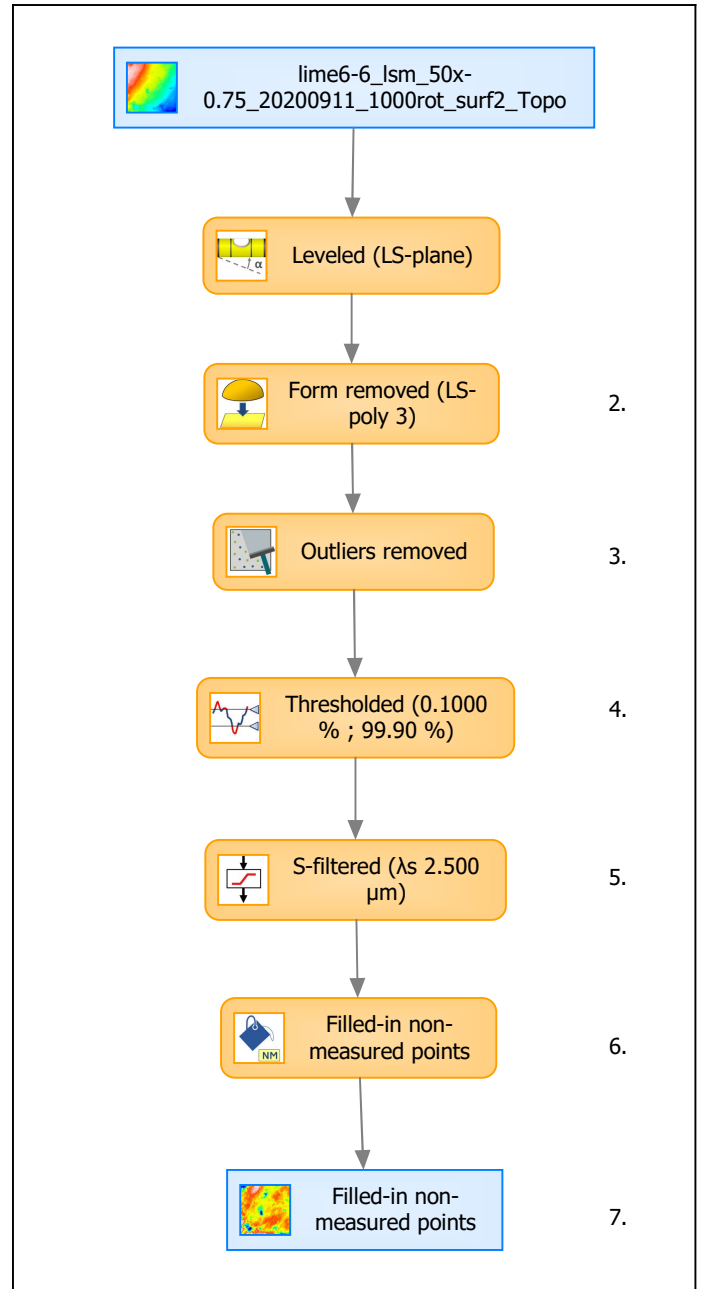 lime6-6_lsm_50x-
0.75_20200911_1000rot_surf2_Topo
α
Leveled (LS-plane)
Form removed (LS-
poly 3)
2.
Outliers removed
3.
Thresholded (0.1000
% ; 99.90 %)
4.
S-filtered (λs 2.500
µm)
5.
Filled-in non-
measured points
NM
6.
Filled-in non-
measured points
7.